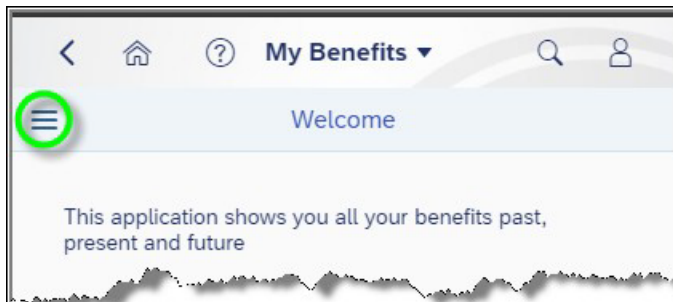 My Benefits
Welcome
This application shows you all your benefits past,
present and future